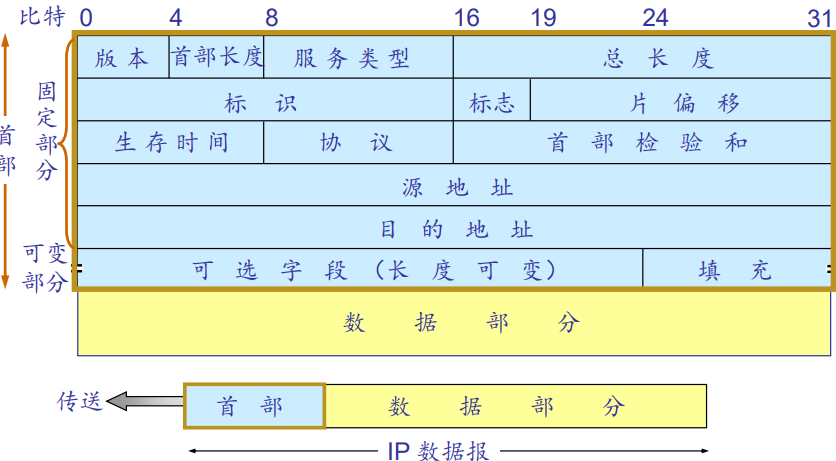 比特 0 4 8 16 19 24 31
版本 首部长度 服务类型 总长度
标识 标志 片偏移
生存时间 协议 首部检验和
源地址
目的地址
可选字段（长度可变） 填充
数据部分
首部
固定部分
可变部分
传送 首部 数据部分
IP 数据报